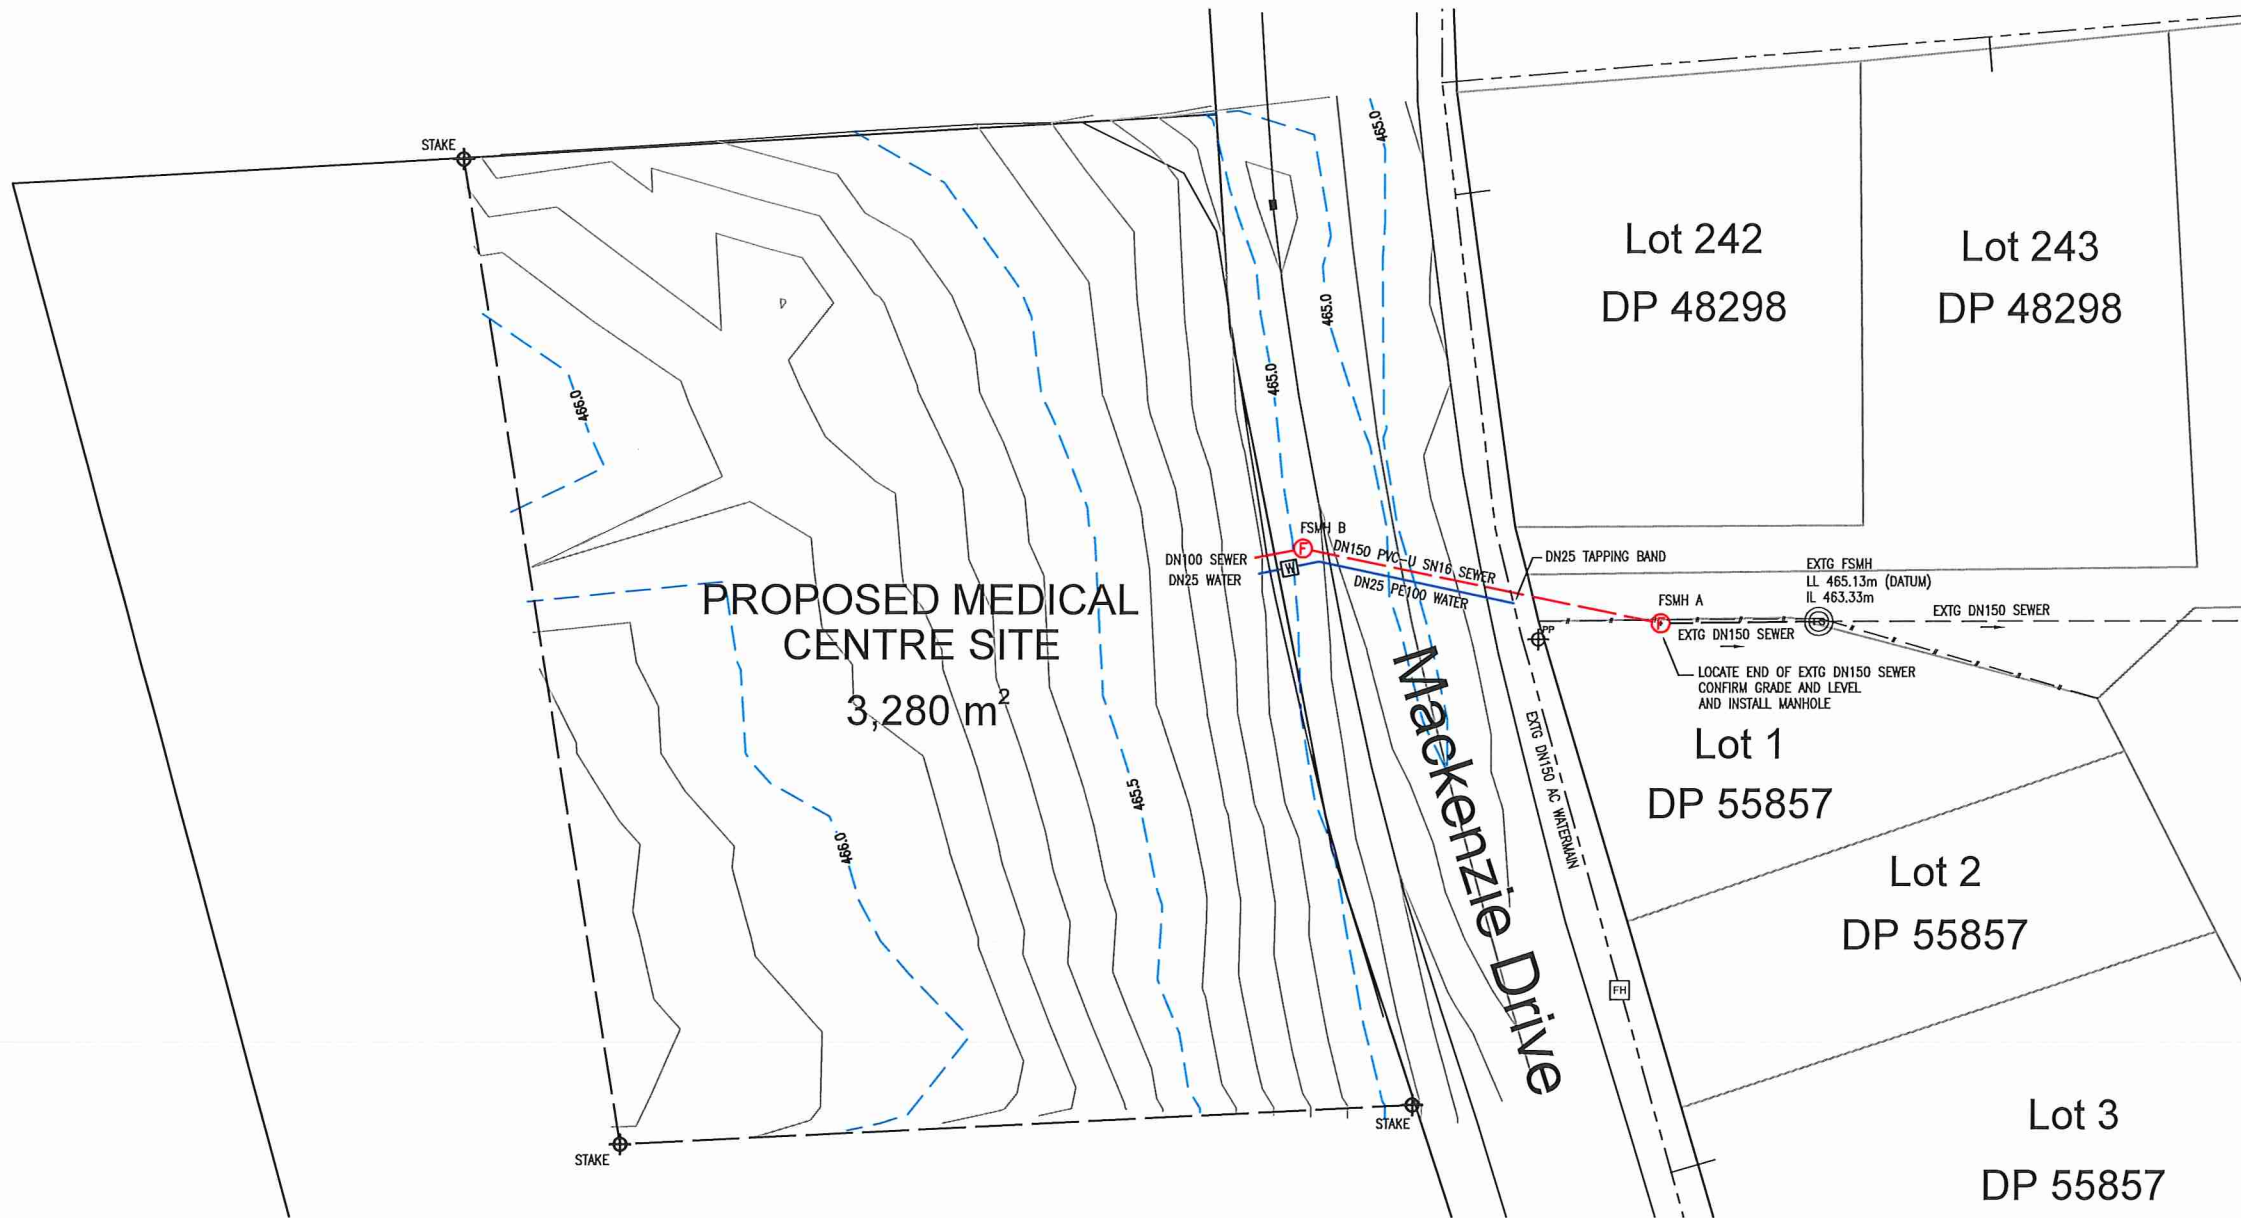 465.0
STAKE
Lot 242
DP 48298
Lot 243
DP 48298
465.0
465.0
466.0
FSMH B
DN150 PVC-U SN16 SEWER
DN100 SEWER
DN25 WATER
W
DN25 PE100 WATER
DN25 TAPPING BAND
EXTG FSMH
LL 465.13m (DATUM)
IL 463.33m
FSMH A
EXTG DN150 SEWER
EXTG DN150 SEWER
F
F
PP
LOCATE END OF EXTG DN150 SEWER
CONFIRM GRADE AND LEVEL
AND INSTALL MANHOLE
PROPOSED MEDICAL
CENTRE SITE
3,280 m²
Mackenzie Drive
EXTG DN150 AC WATERMAIN
Lot 1
DP 55857
465.5
466.0
Lot 2
DP 55857
FH
Lot 3
DP 55857
STAKE
STAKE